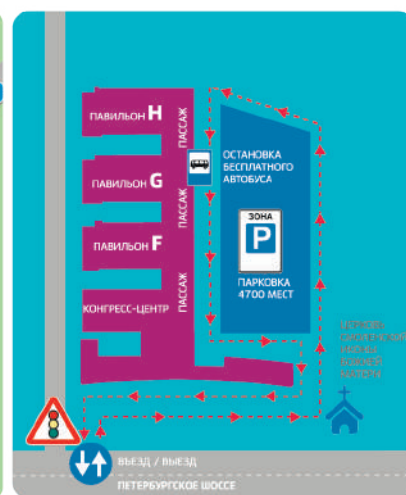 ПАВИЛЬОН H
ПАССАЖ
ПАВИЛЬОН G
ПАССАЖ
ПАВИЛЬОН F
ПАССАЖ
КОНГРЕСС-ЦЕНТР
ОСТАНОВКА
БЕСПЛАТНОГО
АВТОБУСА
ЗОНА
P
ПАРКОВКА
4700 МЕСТ
ВЪЕЗД / ВЫЕЗД
ПЕТЕРБУРГСКОЕ ШОССЕ